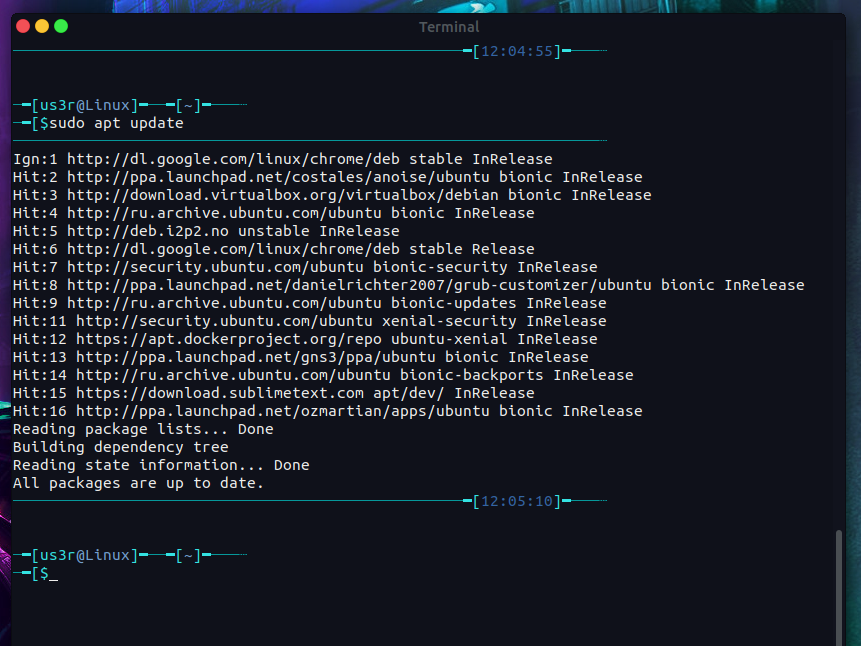 Terminal
[12:04:55]
[us3r@Linux] [~]
[$sudo apt update
Ign:1 http://dl.google.com/linux/chrome/deb stable InRelease
Hit:2 http://ppa.launchpad.net/costales/anoise/ubuntu bionic InRelease
Hit:3 http://download.virtualbox.org/virtualbox/debian bionic InRelease
Hit:4 http://ru.archive.ubuntu.com/ubuntu bionic InRelease
Hit:5 http://deb.i2p2.no unstable InRelease
Hit:6 http://dl.google.com/linux/chrome/deb stable Release
Hit:7 http://security.ubuntu.com/ubuntu bionic-security InRelease
Hit:8 http://ppa.launchpad.net/danielrichter2007/grub-customizer/ubuntu bionic InRelease
Hit:9 http://ru.archive.ubuntu.com/ubuntu bionic-updates InRelease
Hit:11 http://security.ubuntu.com/ubuntu xenial-security InRelease
Hit:12 https://apt.dockerproject.org/repo ubuntu-xenial InRelease
Hit:13 http://ppa.launchpad.net/gns3/ppa/ubuntu bionic InRelease
Hit:14 http://ru.archive.ubuntu.com/ubuntu bionic-backports InRelease
Hit:15 https://download.sublimetext.com apt/dev/ InRelease
Hit:16 http://ppa.launchpad.net/ozmartian/apps/ubuntu bionic InRelease
Reading package lists... Done
Building dependency tree
Reading state information... Done
All packages are up to date.
[12:05:10]
[us3r@Linux] [~]
[$_